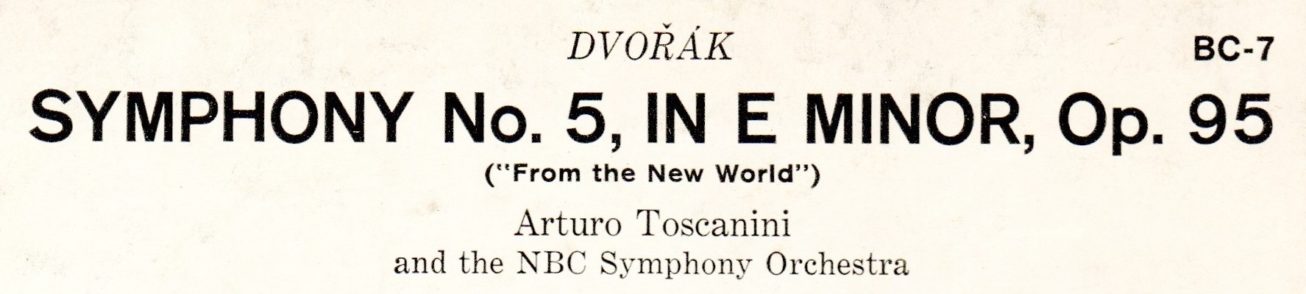 DVOŘÁK
BC-7
SYMPHONY No. 5, IN E MINOR, Op. 95
("From the New World")
Arturo Toscanini
and the NBC Symphony Orchestra